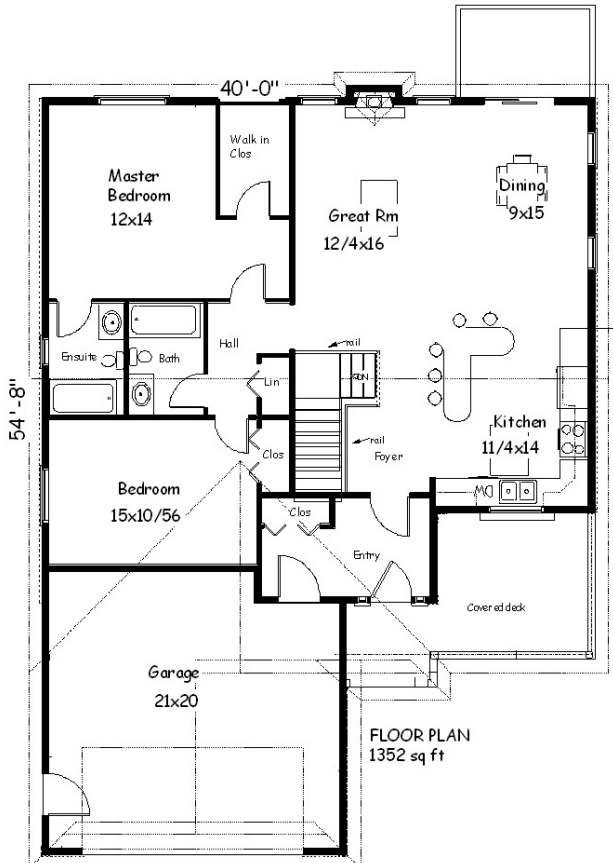 40'-0"
Walk in
Clos
Master
Bedroom
12x14
Dining
9x15
Great Rm
12/4x16
Ensuite
Bath
Hall
rail
Lin
DN
54'-8"
Kitchen
11/4x14
rail
Foyer
Clos
Bedroom
15x10/56
DW
Clos
Entry
Covered deck
Garage
21x20
FLOOR PLAN
1352 sq ft